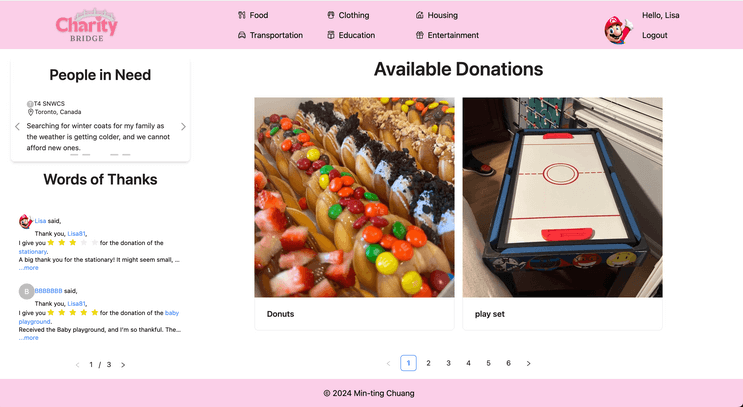 Charity
BRIDGE
Food
Clothing
Housing
Transportation
Education
Entertainment
Hello, Lisa
Logout
People in Need
T4 SNWCS
Toronto, Canada
Searching for winter coats for my family as
the weather is getting colder, and we cannot
afford new ones.
Words of Thanks
Lisa said,
Thank you, Lisa81,
I give you for the donation of the
stationary.
A big thank you for the stationary! It might seem small, ...
...more
B
BBBBBBB said,
Thank you, Lisa81,
I give you for the donation of the baby
playground.
Received the Baby playground, and I'm so thankful. The...
...more
< 1 / 3 >
Available Donations
Donuts
play set
< 1 2 3 4 5 6 >
© 2024 Min-ting Chuang